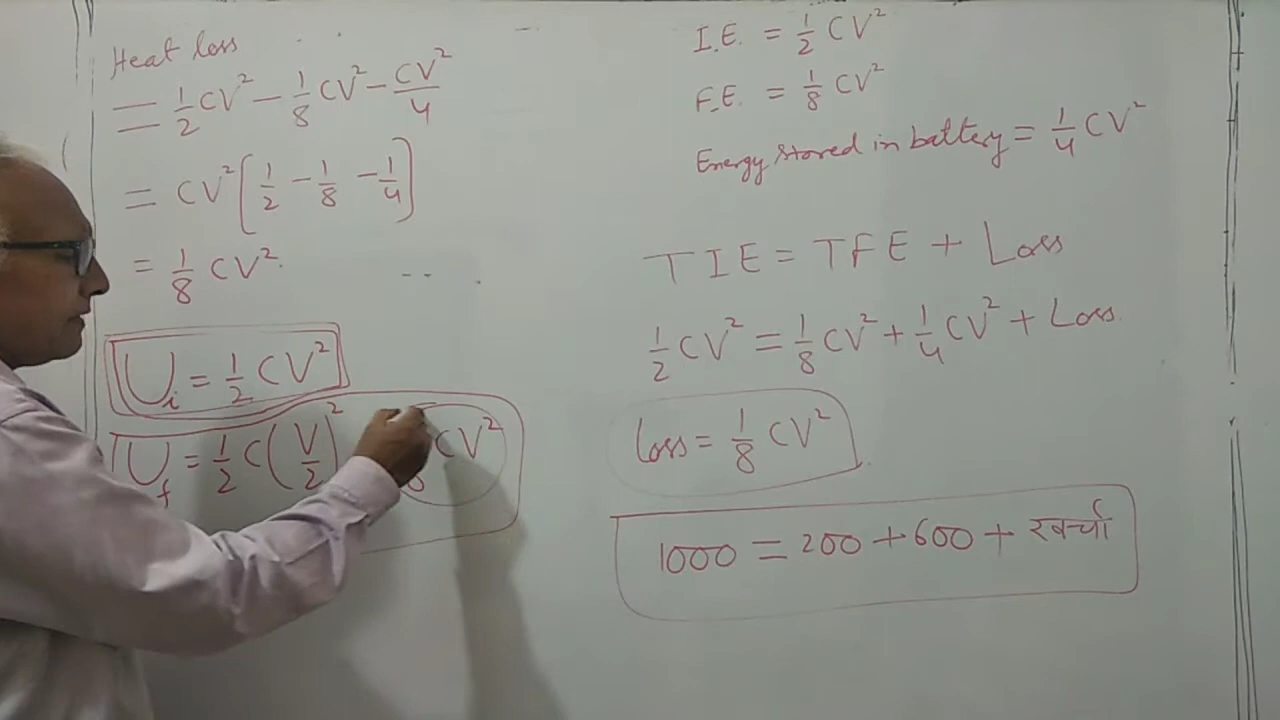 Heat loss
= 1/2 CV² − 1/8 CV² − CV²/4
= CV² [1/2 − 1/8 − 1/4]
= 1/8 CV²
U_i = 1/2 CV²
U_f = 1/2 C(V/2)² CV²
I.E. = 1/2 CV²
F.E. = 1/8 CV²
Energy stored in battery = 1/4 CV²
TIE = TFE + Loss
1/2 CV² = 1/8 CV² + 1/4 CV² + Loss
loss = 1/8 CV²
1000 = 200 + 600 + खर्चा